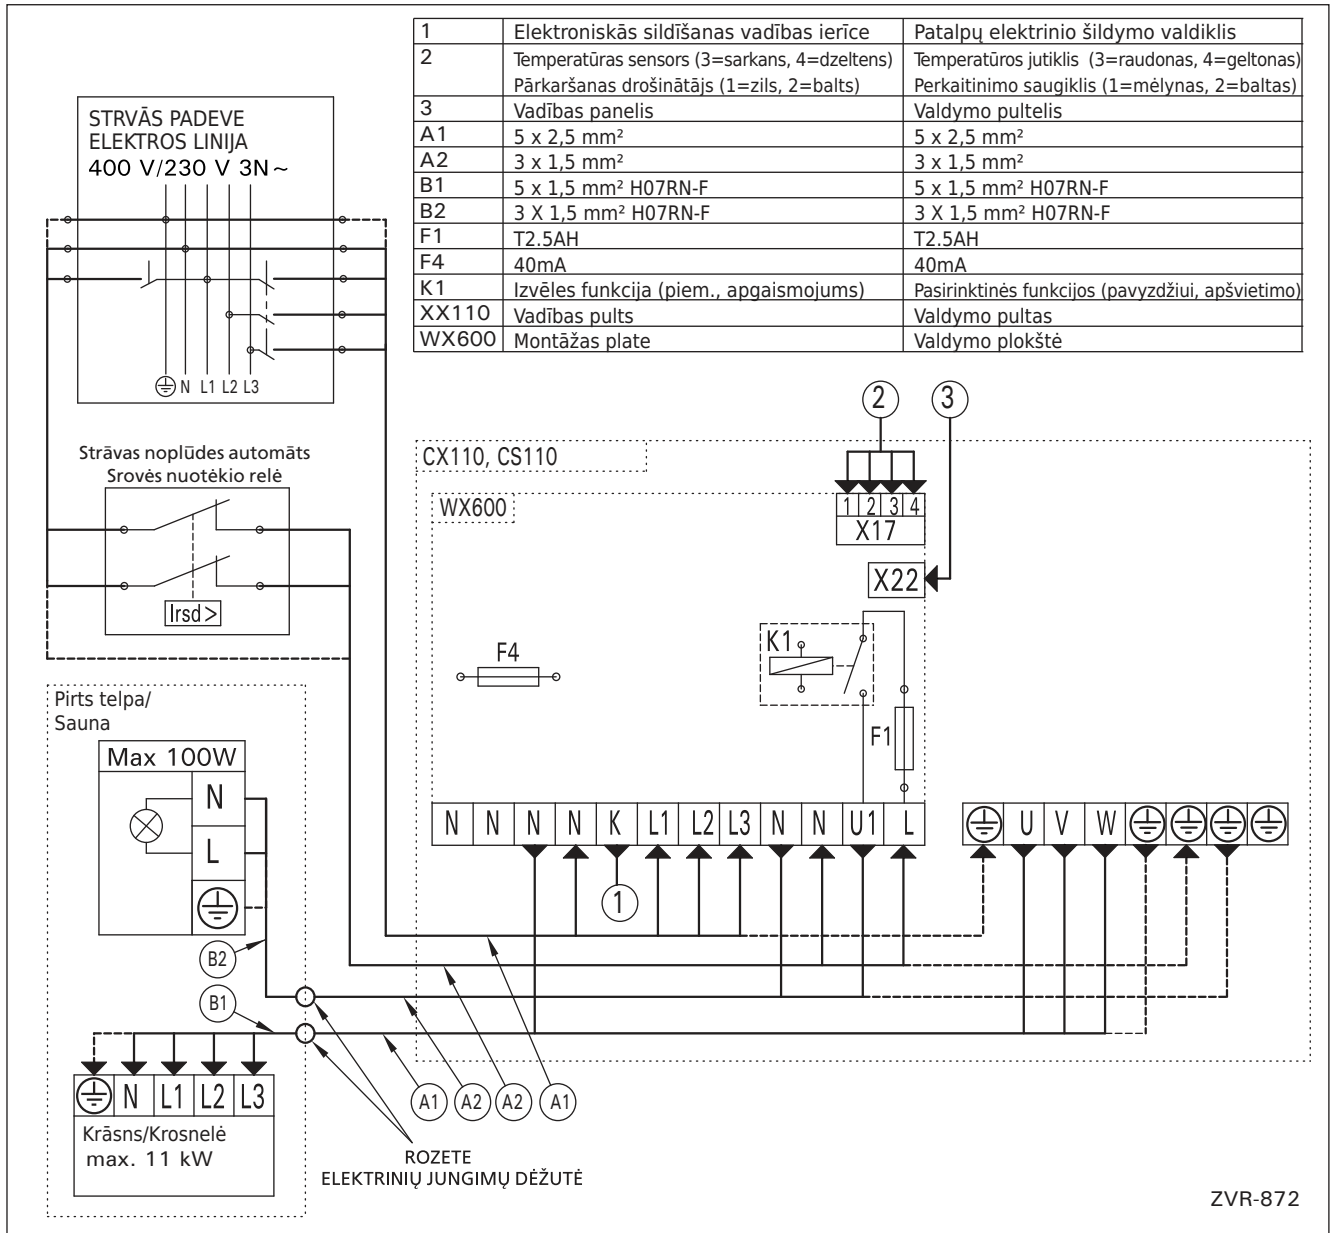 1 Elektroniskās sildīšanas vadības ierīce Patalpų elektrinio šildymo valdiklis
2 Temperatūras sensors (3=sarkans, 4=dzeltens) Temperatūros jutiklis (3=raudonas, 4=geltonas)
Pārkaršanas drošinātājs (1=zils, 2=balts) Perkaitinimo saugiklis (1=mėlynas, 2=baltas)
3 Vadības panelis Valdymo pultelis
A1 5 x 2,5 mm² 5 x 2,5 mm²
A2 3 x 1,5 mm² 3 x 1,5 mm²
B1 5 x 1,5 mm² H07RN-F 5 x 1,5 mm² H07RN-F
B2 3 X 1,5 mm² H07RN-F 3 X 1,5 mm² H07RN-F
F1 T2.5AH T2.5AH
F4 40mA 40mA
K1 Izvēles funkcija (piem., apgaismojums) Pasirinktinės funkcijos (pavyzdžiui, apšvietimo)
XX110 Vadības pults Valdymo pultas
WX600 Montāžas plate Valdymo plokštė
STRVĀS PADEVE
ELEKTROS LINIJA
400 V/230 V 3N~
N L1 L2 L3
Strāvas noplūdes automāts
Srovės nuotėkio relė
Irsd >
2 3
CX110, CS110
WX600
1 2 3 4
X17
X22
K1
F4
F1
N N N N K L1 L2 L3 N N U1 L
U V W
1
Pirts telpa/
Sauna
Max 100W
N
L
B2
B1
N L1 L2 L3
Krāsns/Krosnelė
max. 11 kW
A1 A2 A2 A1
ROZETE
ELEKTRINIŲ JUNGIMŲ DĖŽUTĖ
ZVR-872